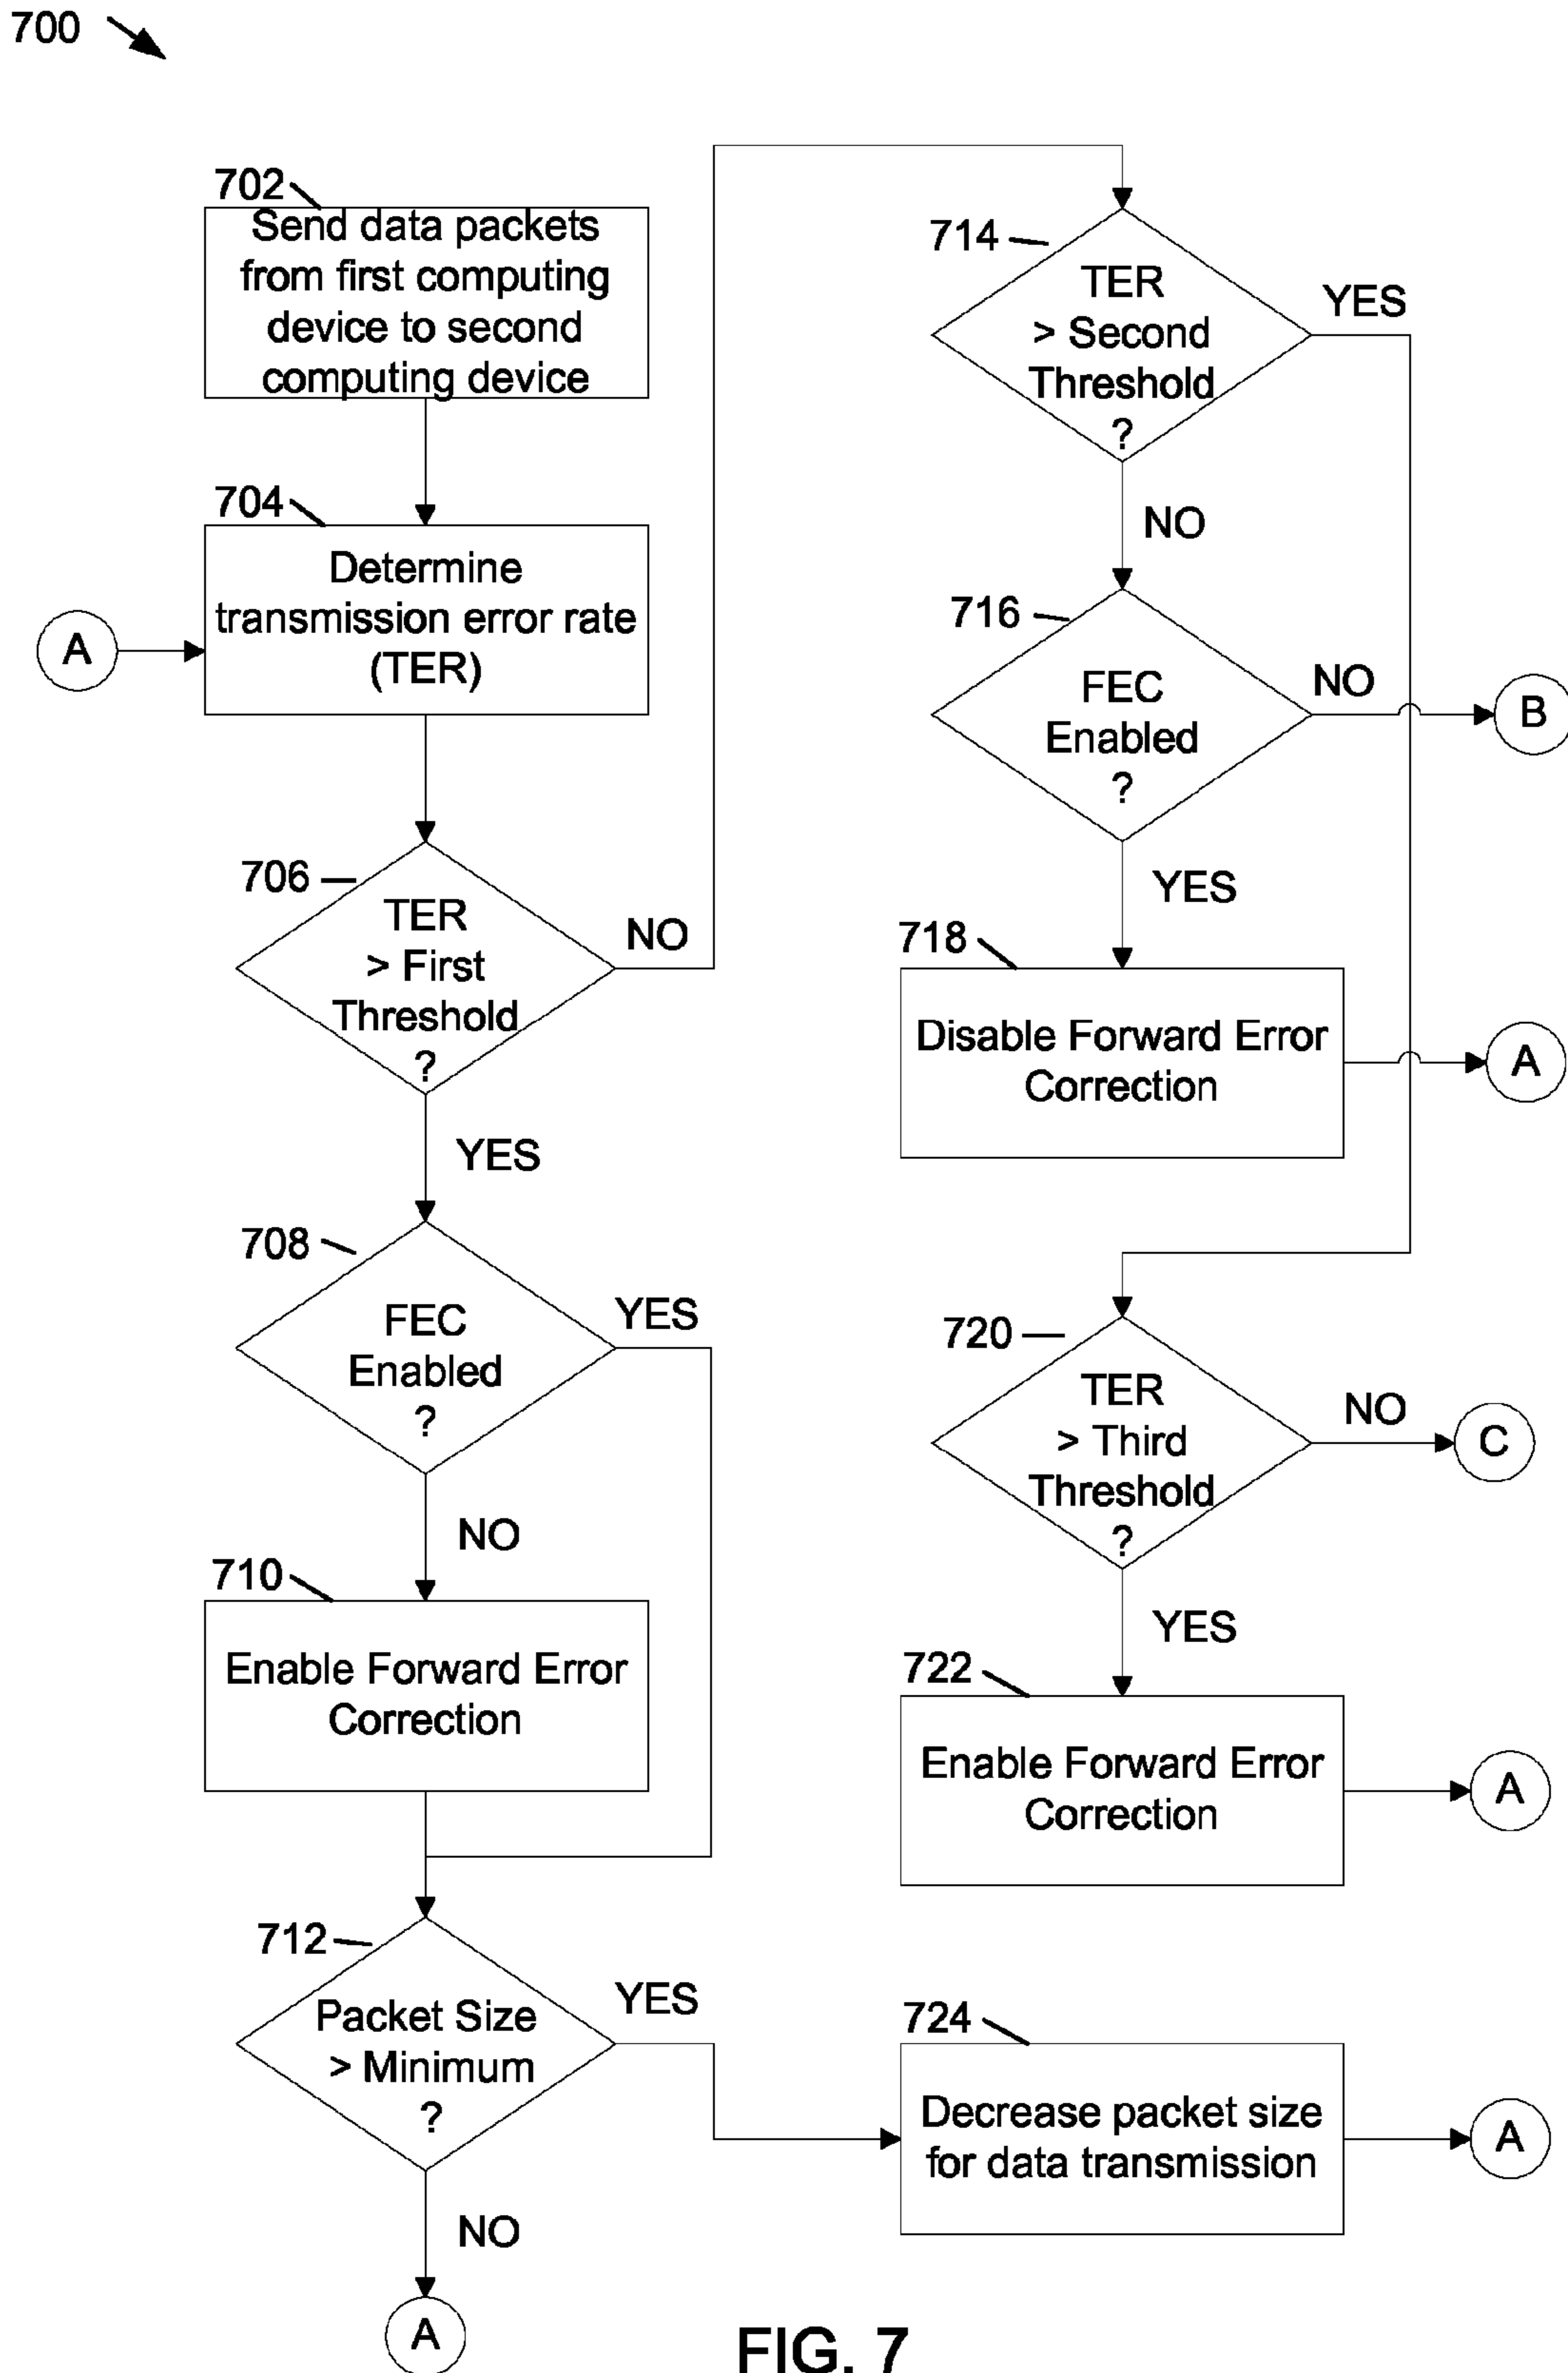 700
702
Send data packets
from first computing
device to second
computing device
704
Determine
transmission error rate
(TER)
A
706
TER
> First
Threshold
?
NO
YES
708
FEC
Enabled
?
YES
NO
710
Enable Forward Error
Correction
712
Packet Size
> Minimum
?
YES
NO
A
714
TER
> Second
Threshold
?
YES
NO
716
FEC
Enabled
?
NO
B
YES
718
Disable Forward Error
Correction
A
720
TER
> Third
Threshold
?
NO
C
YES
722
Enable Forward Error
Correction
A
724
Decrease packet size
for data transmission
A
FIG. 7